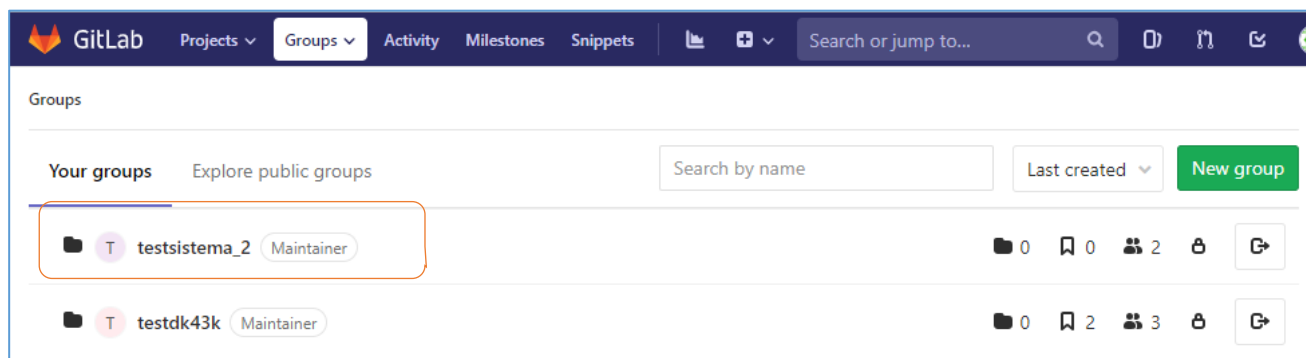 GitLab Projects Groups Activity Milestones Snippets Search or jump to...
Groups
Your groups Explore public groups Search by name Last created New group
T testsistema_2 Maintainer 0 0 2
T testdk43k Maintainer 0 2 3